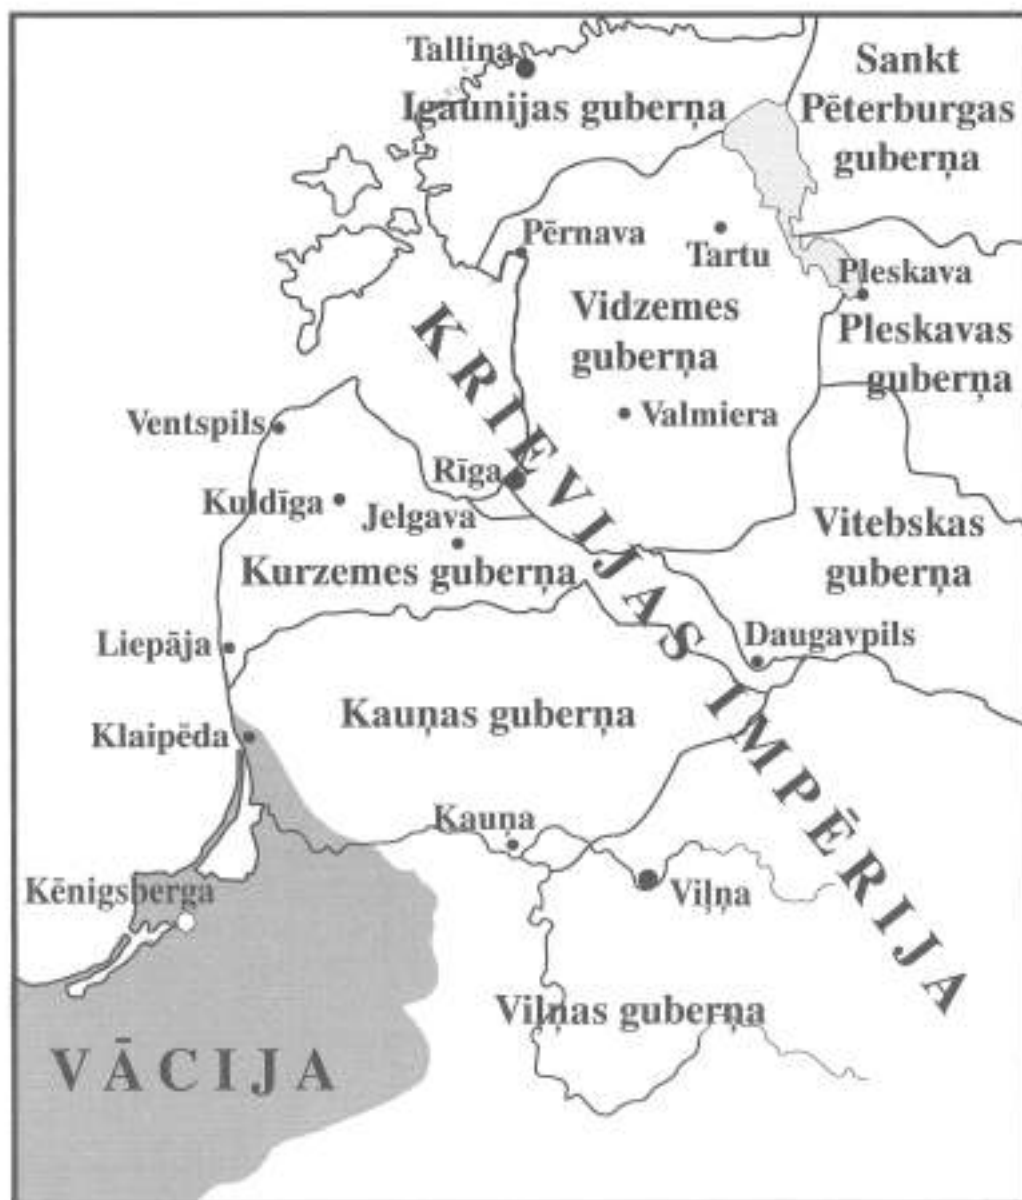 Tallina
Igaunijas guberņa
Sankt
Pēterburgas
guberņa
Pērnava
Tartu
Pleskava
Vidzemes
guberņa
Pleskavas
guberņa
Ventspils
Valmiera
Rīga
Kuldīga
Jelgava
Vitebskas
guberņa
Kurzemes guberņa
Liepāja
Daugavpils
KRIEVIJAS IMPĒRIJA
Kauņas guberņa
Klaipēda
Kauņa
Kēnigsberga
Viļņa
Viļņas guberņa
VĀCIJA